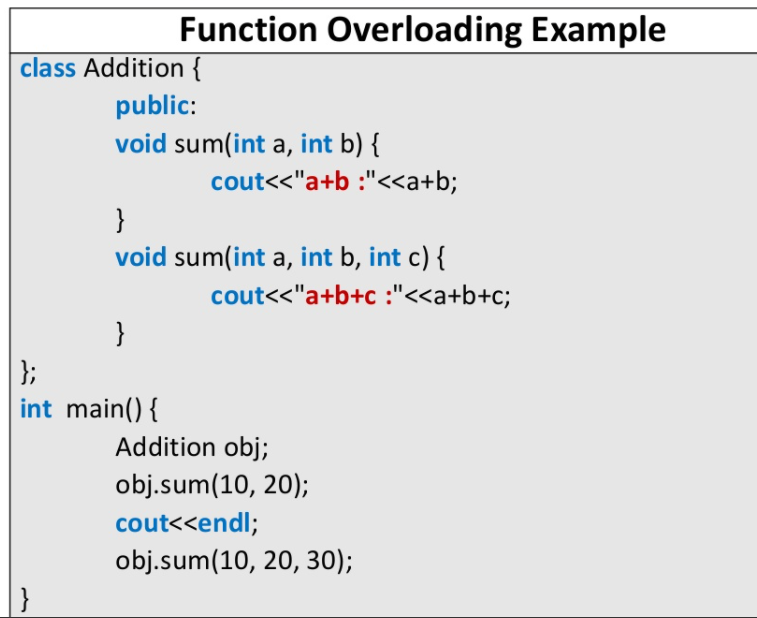 Function Overloading Example
class Addition {
public:
void sum(int a, int b) {
cout<<"a+b :"<<a+b;
}
void sum(int a, int b, int c) {
cout<<"a+b+c :"<<a+b+c;
}
};
int main() {
Addition obj;
obj.sum(10, 20);
cout<<endl;
obj.sum(10, 20, 30);
}